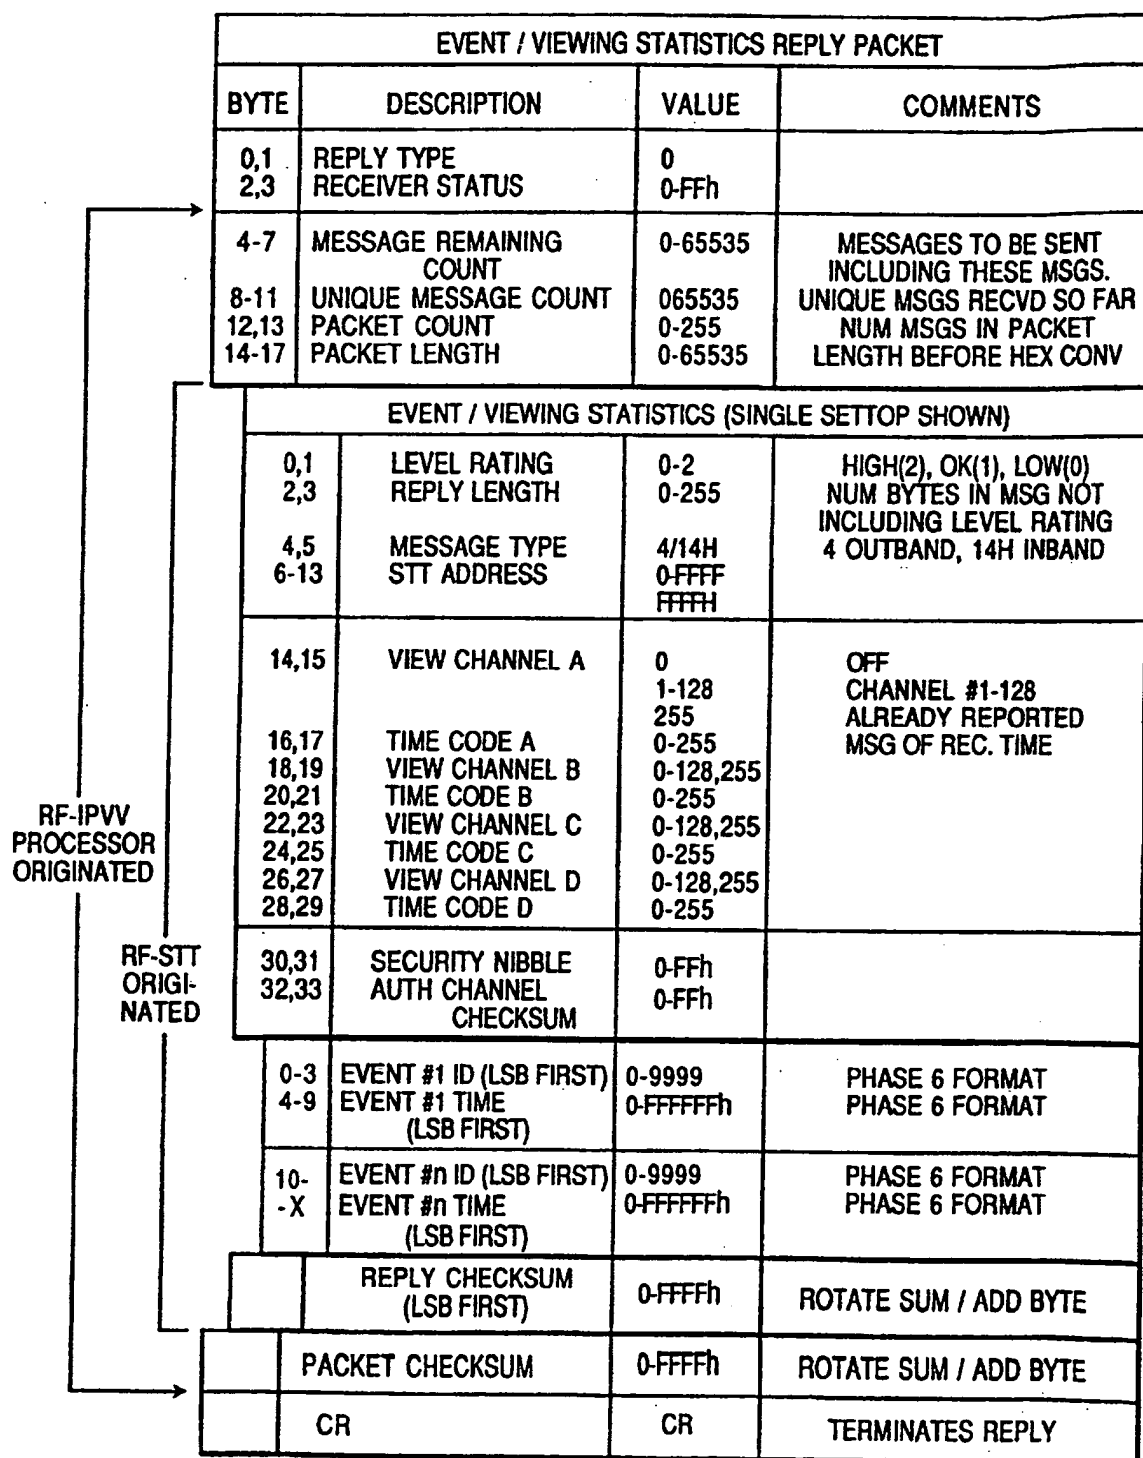 EVENT / VIEWING STATISTICS REPLY PACKET
BYTE DESCRIPTION VALUE COMMENTS
0,1 REPLY TYPE 0
2,3 RECEIVER STATUS 0-FFh
4-7 MESSAGE REMAINING 0-65535 MESSAGES TO BE SENT
COUNT INCLUDING THESE MSGS.
8-11 UNIQUE MESSAGE COUNT 065535 UNIQUE MSGS RECVD SO FAR
12,13 PACKET COUNT 0-255 NUM MSGS IN PACKET
14-17 PACKET LENGTH 0-65535 LENGTH BEFORE HEX CONV
EVENT / VIEWING STATISTICS (SINGLE SETTOP SHOWN)
0,1 LEVEL RATING 0-2 HIGH(2), OK(1), LOW(0)
2,3 REPLY LENGTH 0-255 NUM BYTES IN MSG NOT
INCLUDING LEVEL RATING
4,5 MESSAGE TYPE 4/14H 4 OUTBAND, 14H INBAND
6-13 STT ADDRESS 0-FFFF
FFFFH
14,15 VIEW CHANNEL A 0 OFF
1-128 CHANNEL #1-128
255 ALREADY REPORTED
16,17 TIME CODE A 0-255 MSG OF REC. TIME
18,19 VIEW CHANNEL B 0-128,255
20,21 TIME CODE B 0-255
22,23 VIEW CHANNEL C 0-128,255
24,25 TIME CODE C 0-255
26,27 VIEW CHANNEL D 0-128,255
28,29 TIME CODE D 0-255
RF-IPVV
PROCESSOR
ORIGINATED
RF-STT
ORIGI-
NATED
30,31 SECURITY NIBBLE 0-FFh
32,33 AUTH CHANNEL 0-FFh
CHECKSUM
0-3 EVENT #1 ID (LSB FIRST) 0-9999 PHASE 6 FORMAT
4-9 EVENT #1 TIME 0-FFFFFFh PHASE 6 FORMAT
(LSB FIRST)
10- EVENT #n ID (LSB FIRST) 0-9999 PHASE 6 FORMAT
-X EVENT #n TIME 0-FFFFFFh PHASE 6 FORMAT
(LSB FIRST)
REPLY CHECKSUM 0-FFFFh ROTATE SUM / ADD BYTE
(LSB FIRST)
PACKET CHECKSUM 0-FFFFh ROTATE SUM / ADD BYTE
CR CR TERMINATES REPLY